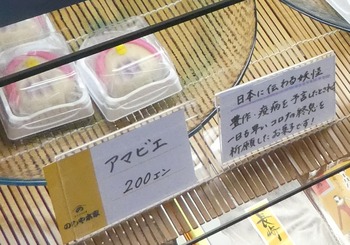 アマビエ
200エン
日本に伝わる妖怪
豊作・疫病を予言したとされ
一日も早いコロナの終息を
祈願したお菓子です!